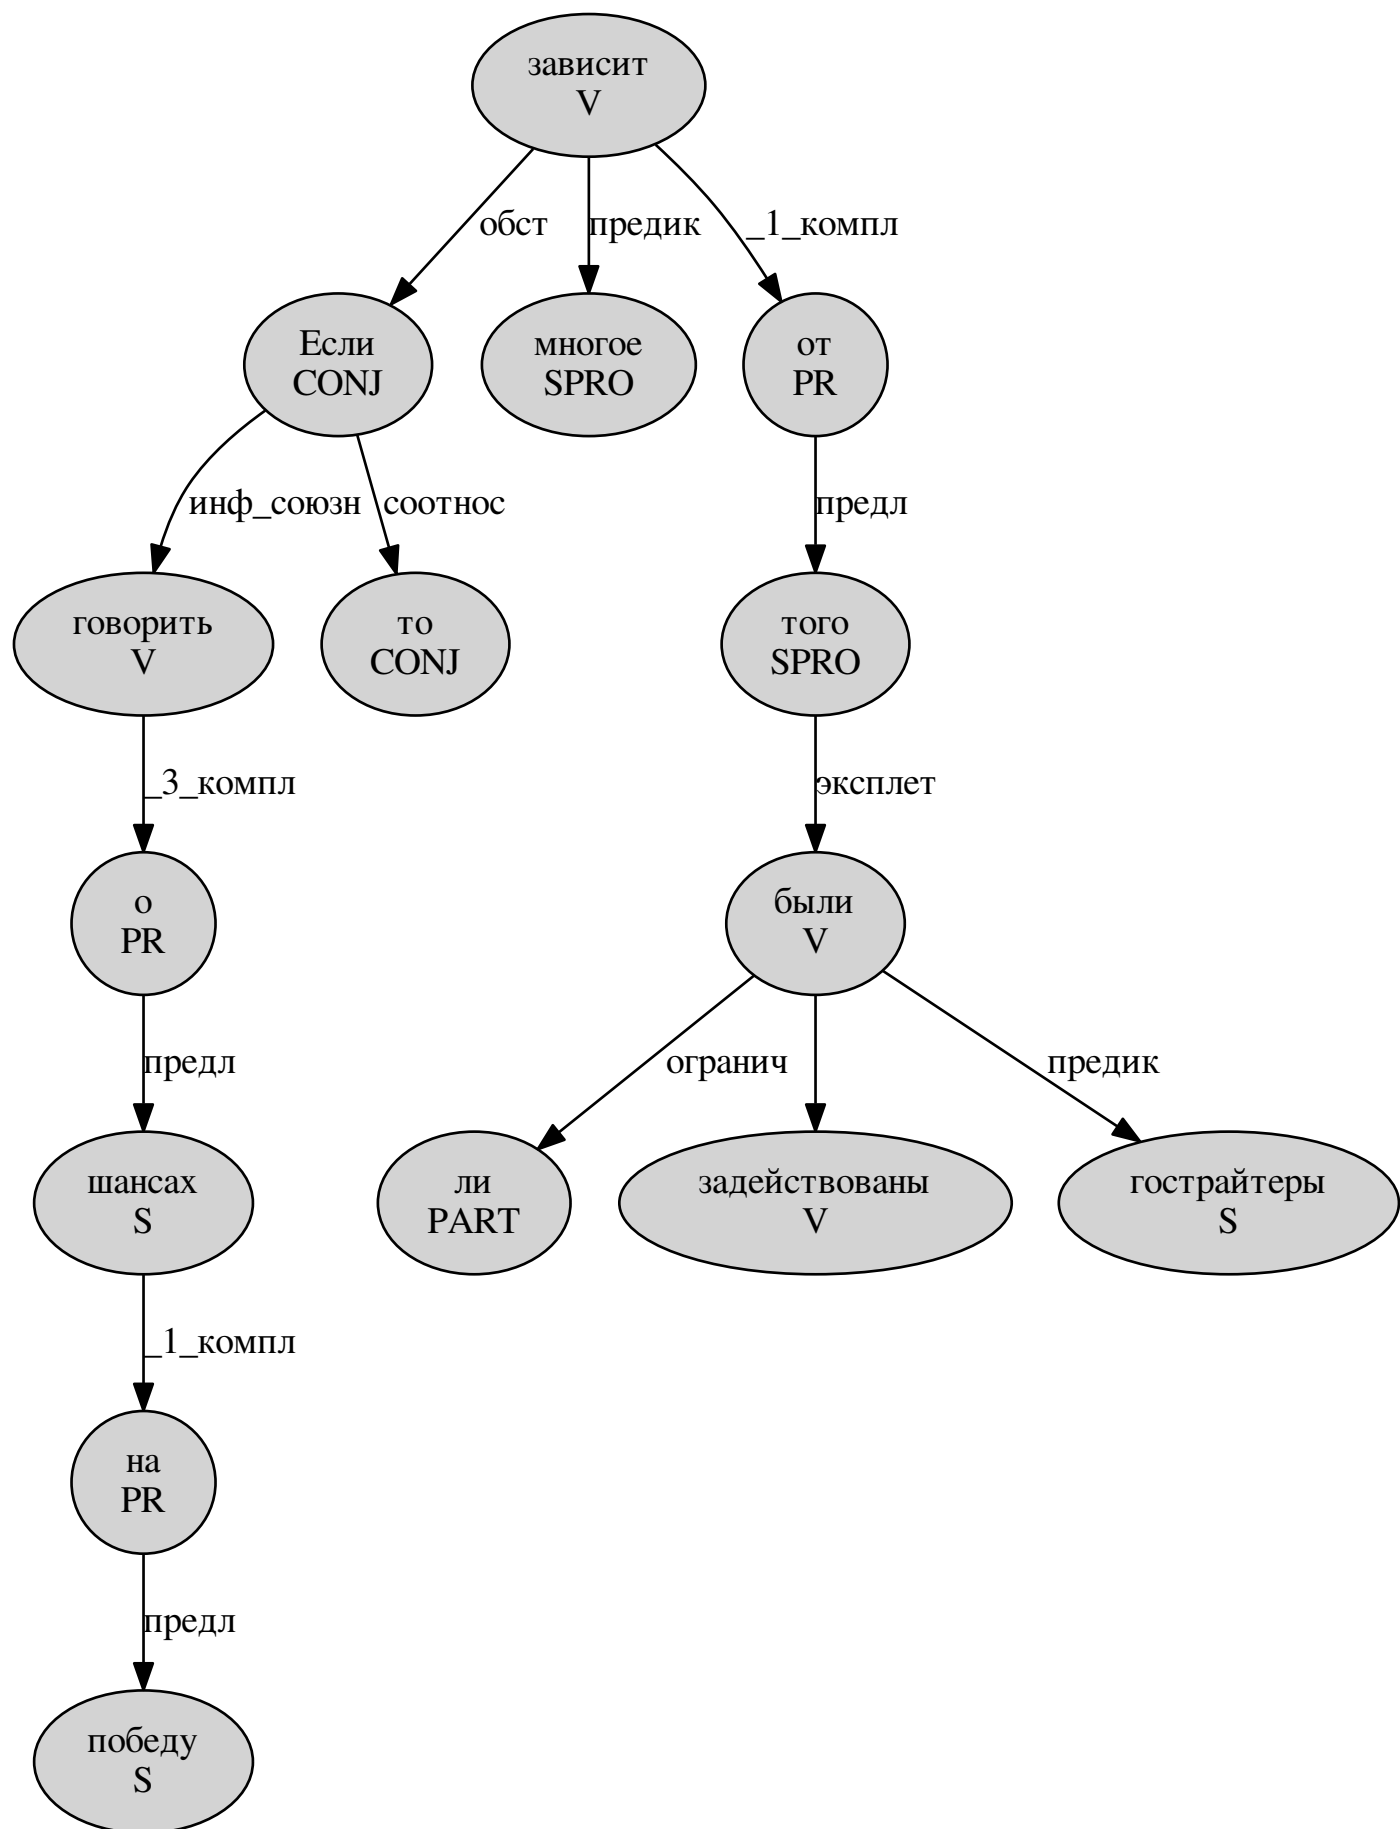 зависит
V
обст
предик
_1_компл
Если
CONJ
многое
SPRO
от
PR
инф_союзн
соотнос
предл
говорить
V
то
CONJ
того
SPRO
_3_компл
эксплет
о
PR
были
V
предл
огранич
предик
шансах
S
ли
PART
задействованы
V
гострайтеры
S
_1_компл
на
PR
предл
победу
S